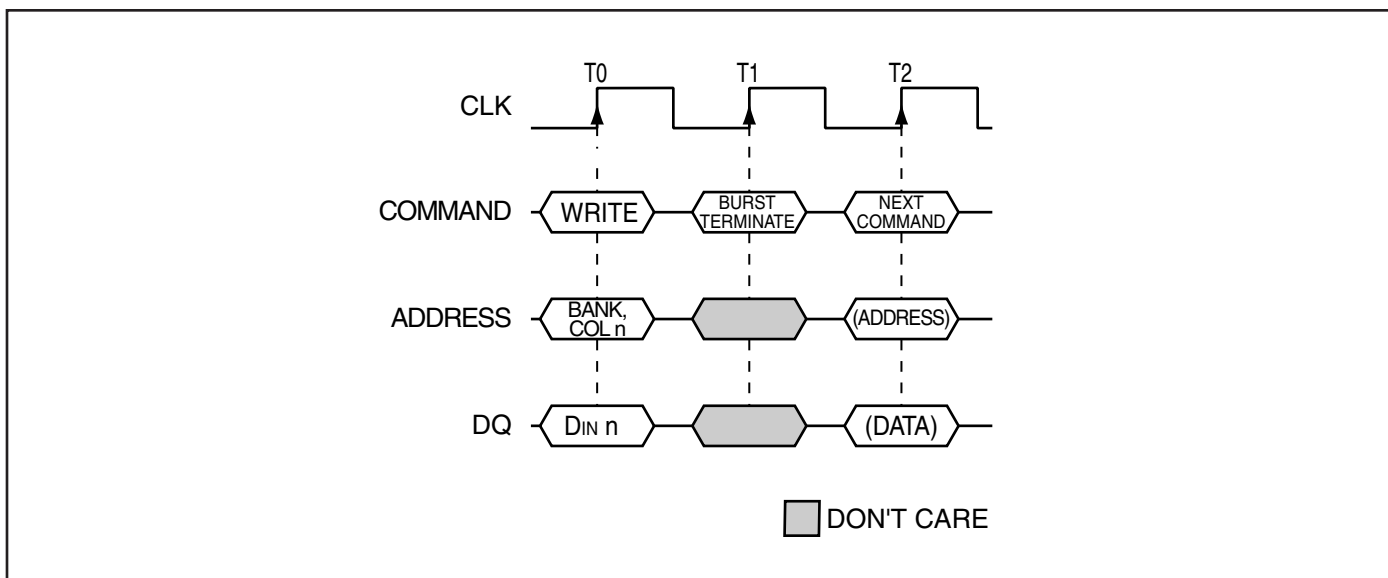 T0 T1 T2
CLK
COMMAND WRITE BURST TERMINATE NEXT COMMAND
ADDRESS BANK, COL n (ADDRESS)
DQ DIN n (DATA)
DON'T CARE